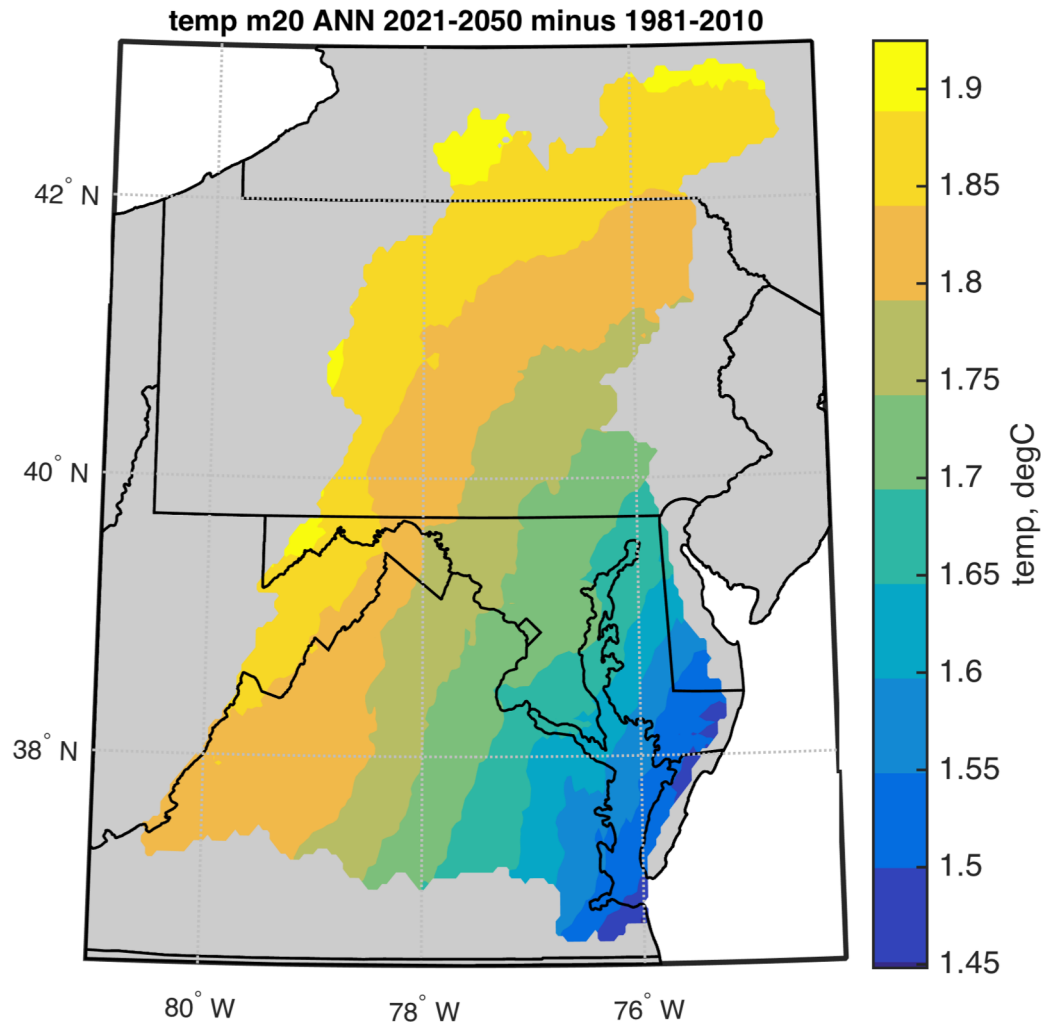 temp m20 ANN 2021-2050 minus 1981-2010
1.9
1.85
1.8
1.75
1.7
1.65
1.6
1.55
1.5
1.45
temp, degC
42° N
40° N
38° N
80° W
78° W
76° W